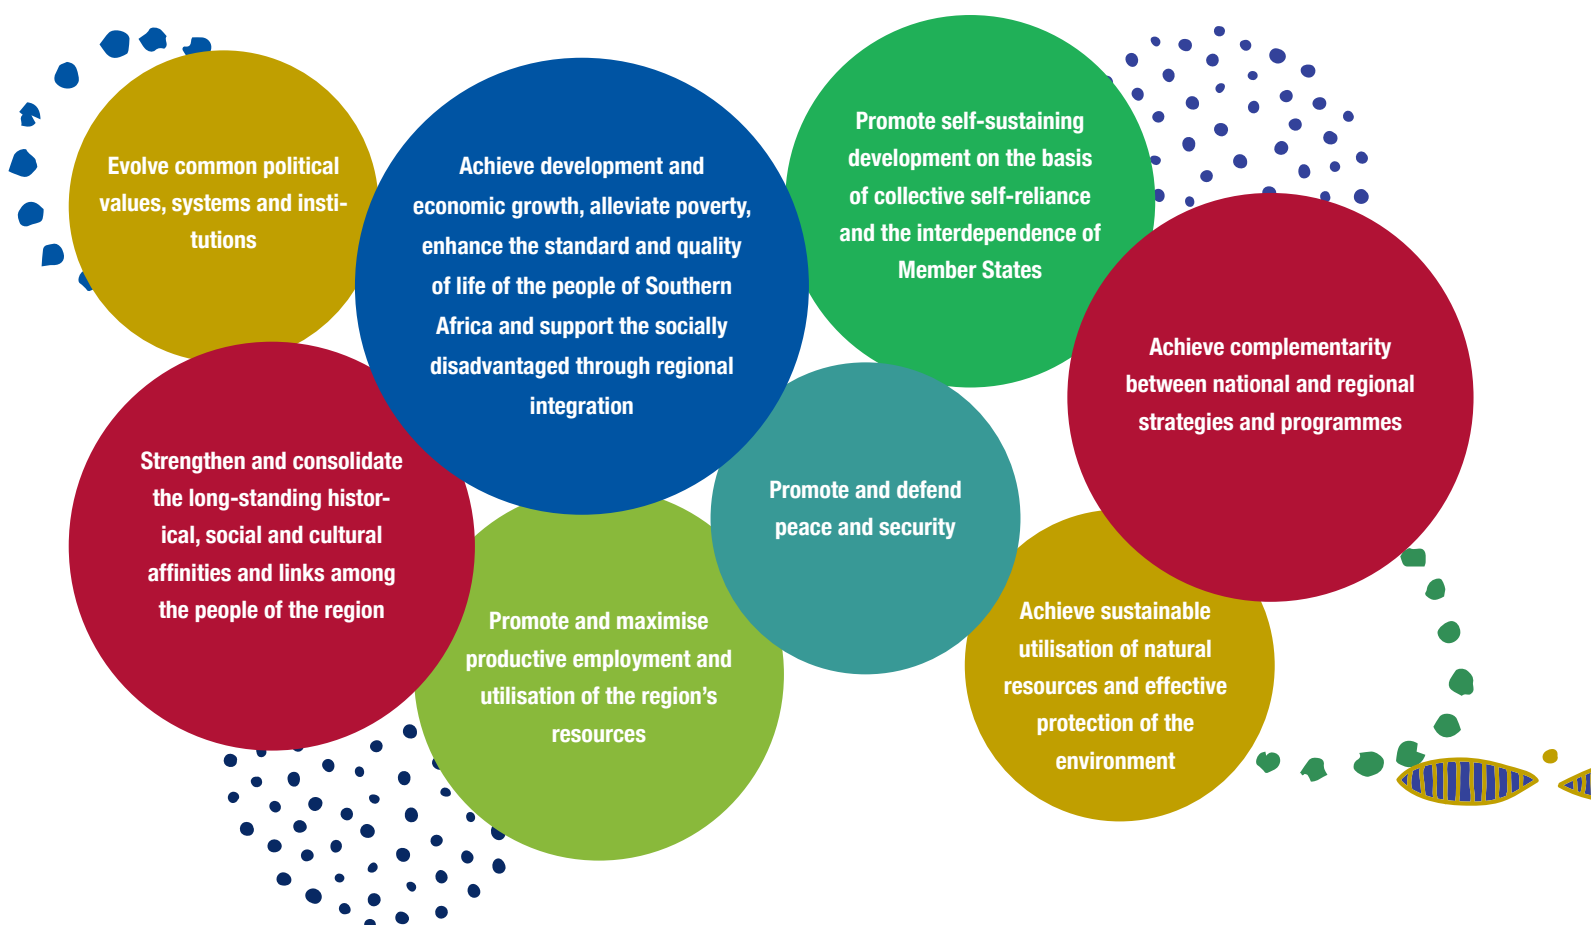 Evolve common political
values, systems and insti-
tutions
Achieve development and
economic growth, alleviate poverty,
enhance the standard and quality
of life of the people of Southern
Africa and support the socially
disadvantaged through regional
integration
Promote self-sustaining
development on the basis
of collective self-reliance
and the interdependence of
Member States
Achieve complementarity
between national and regional
strategies and programmes
Strengthen and consolidate
the long-standing histor-
ical, social and cultural
affinities and links among
the people of the region
Promote and maximise
productive employment and
utilisation of the region’s
resources
Promote and defend
peace and security
Achieve sustainable
utilisation of natural
resources and effective
protection of the
environment